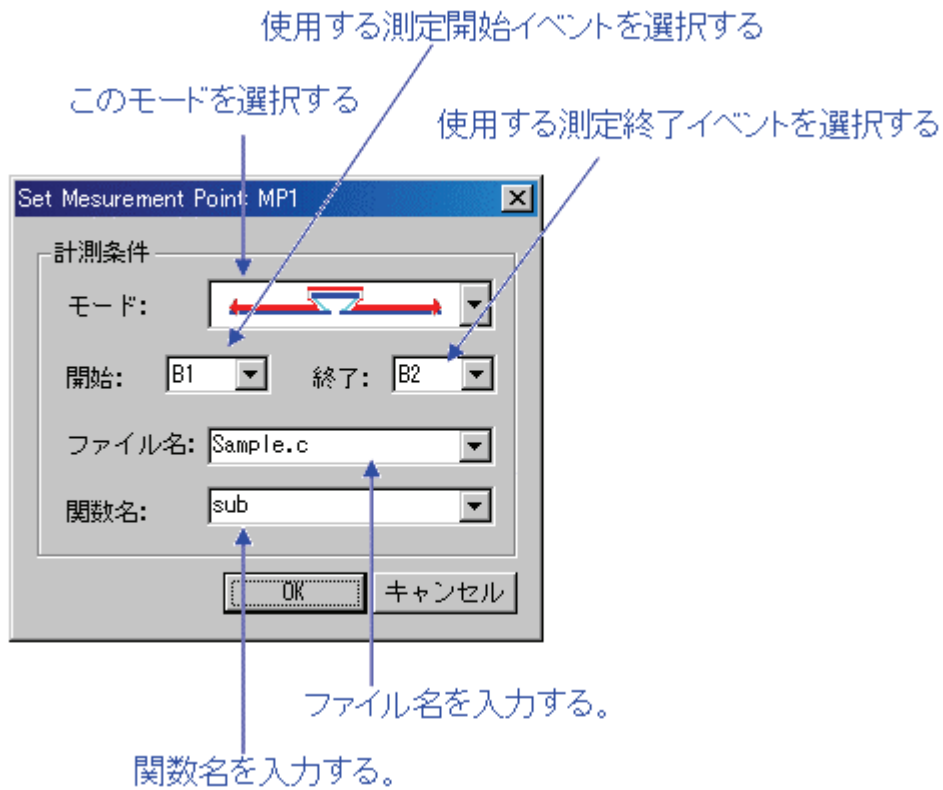 使用する測定開始イベントを選択する
このモードを選択する
使用する測定終了イベントを選択する
Set Mesurement Point: MP1
計測条件
モード:
開始: B1 終了: B2
ファイル名: Sample.c
関数名: sub
OK キャンセル
ファイル名を入力する。
関数名を入力する。